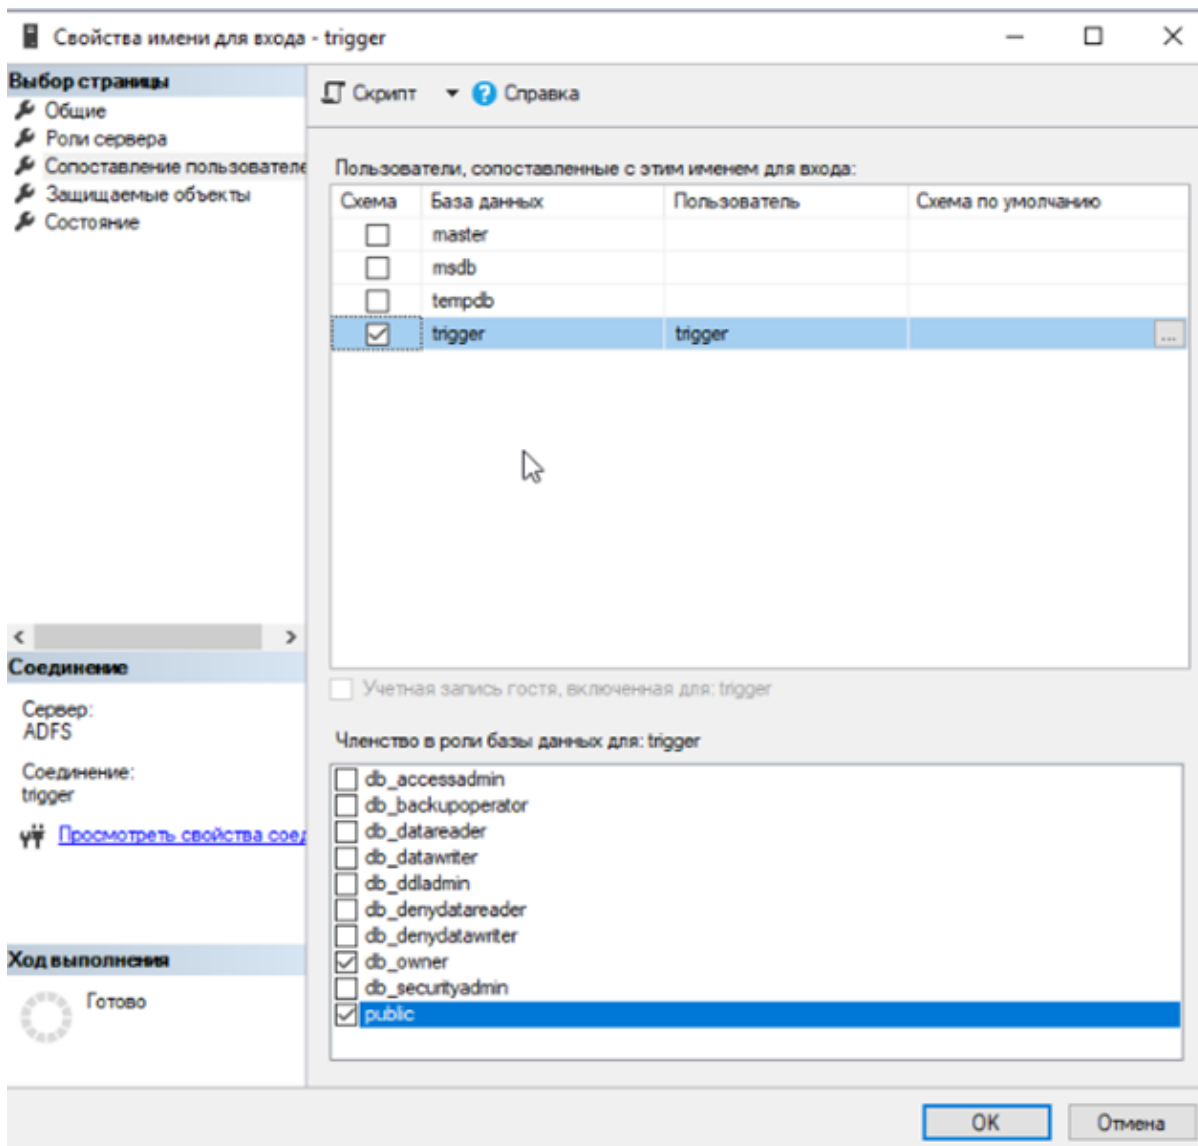 Свойства имени для входа - trigger
Выбор страницы
Общие
Роли сервера
Сопоставление пользователе
Защищаемые объекты
Состояние
Скрипт
Справка
Пользователи, сопоставленные с этим именем для входа:
Схема База данных Пользователь Схема по умолчанию
master
msdb
tempdb
trigger trigger ...
Учетная запись гостя, включенная для: trigger
Членство в роли базы данных для: trigger
db_accessadmin
db_backupoperator
db_datareader
db_datawriter
db_ddladmin
db_denydatareader
db_denydatawriter
db_owner
db_securityadmin
public
Соединение
Сервер:
ADFS
Соединение:
trigger
Просмотреть свойства соед
Ход выполнения
Готово
OK Отмена